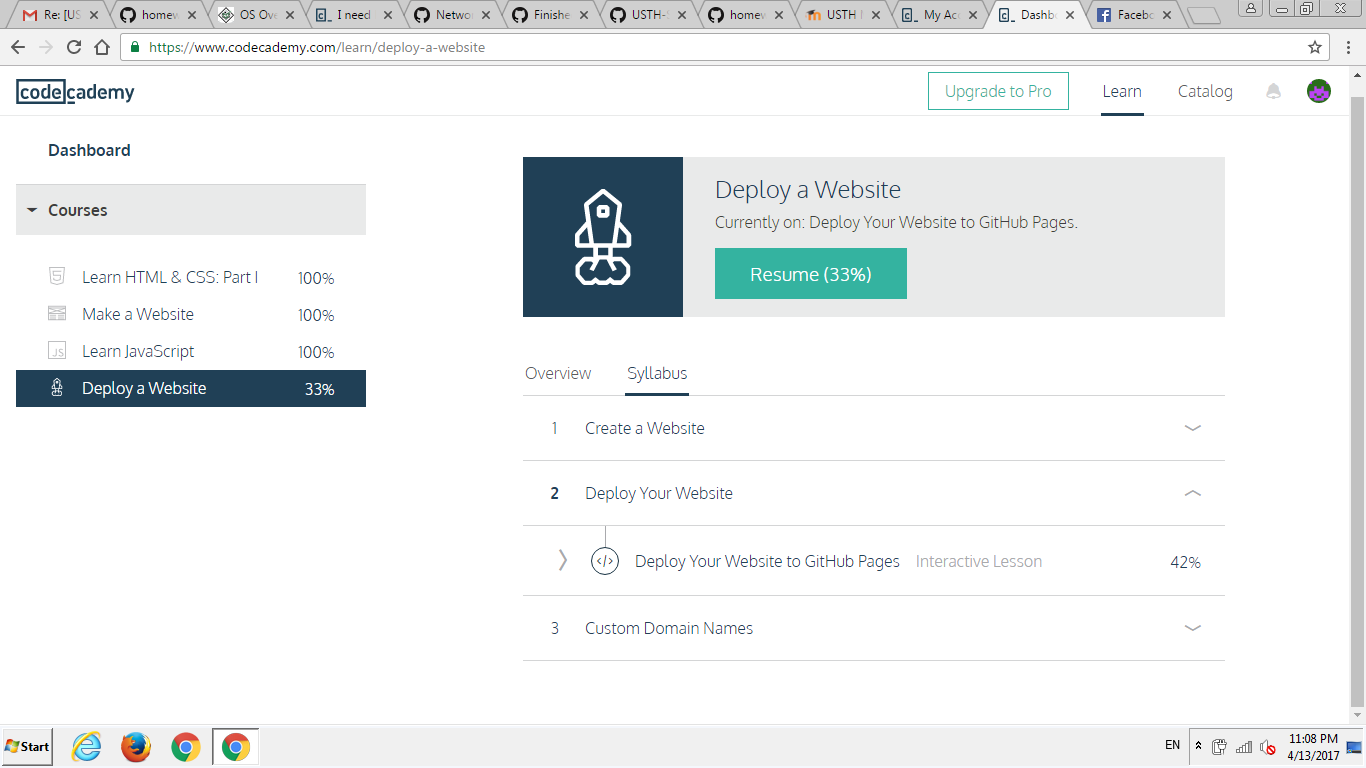 Re: [US
homew
OS Ove
I need
Networ
Finishe
USTH-
homew
USTH
My Acc
Dashbo
Facebo
https://www.codecademy.com/learn/deploy-a-website
codecademy
Upgrade to Pro
Learn
Catalog
Dashboard
Courses
Learn HTML & CSS: Part I 100%
Make a Website 100%
JS Learn JavaScript 100%
Deploy a Website 33%
Deploy a Website
Currently on: Deploy Your Website to GitHub Pages.
Resume (33%)
Overview Syllabus
1 Create a Website
2 Deploy Your Website
</> Deploy Your Website to GitHub Pages Interactive Lesson 42%
3 Custom Domain Names
Start
EN
11:08 PM
4/13/2017